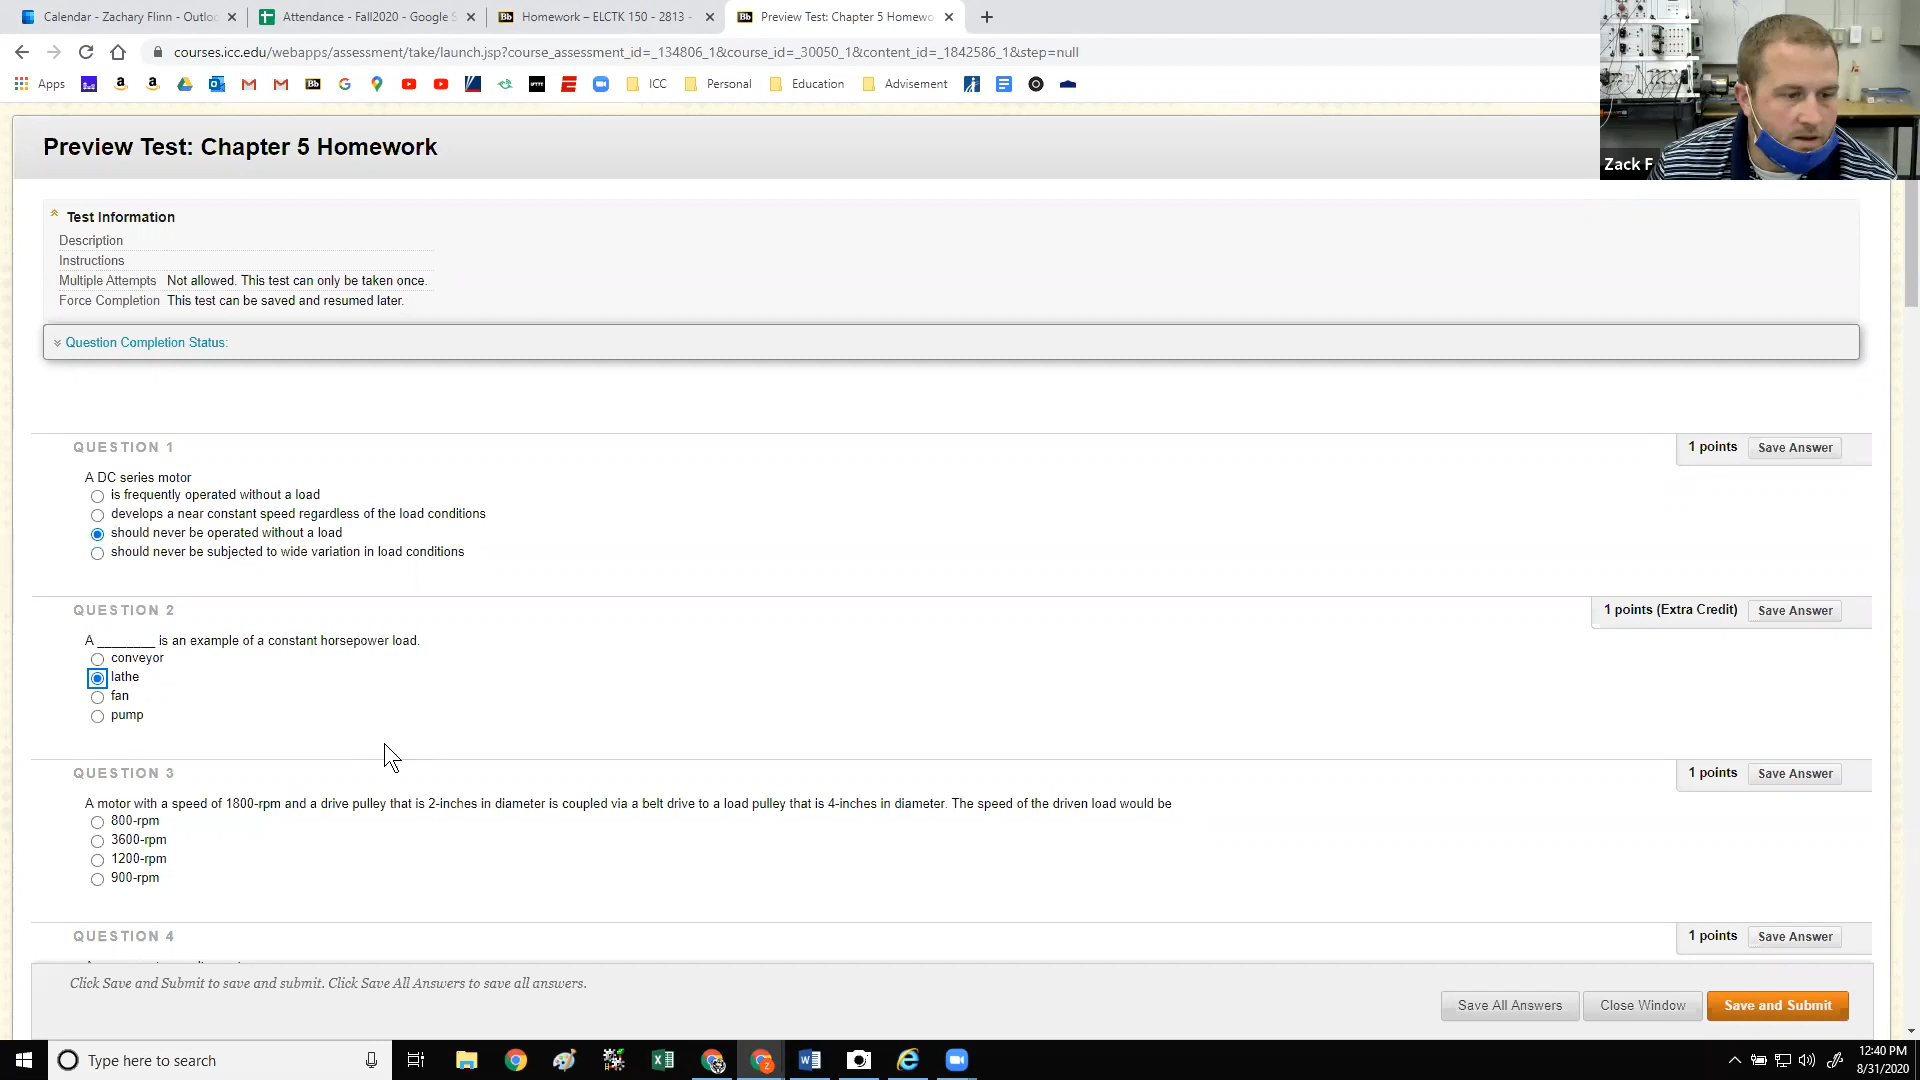 Calendar - Zachary Flinn - Outlo
Attendance - Fall2020 - Google S
Homework – ELCTK 150 - 2813 -
Preview Test: Chapter 5 Homewo
courses.icc.edu/webapps/assessment/take/launch.jsp?course_assessment_id=_134806_1&course_id=_30050_1&content_id=_1842586_1&step=null
Apps
ICC
Personal
Education
Advisement
Zack F
Preview Test: Chapter 5 Homework
Test Information
Description
Instructions
Multiple Attempts Not allowed. This test can only be taken once.
Force Completion This test can be saved and resumed later.
Question Completion Status:
QUESTION 1
1 points Save Answer
A DC series motor
is frequently operated without a load
develops a near constant speed regardless of the load conditions
should never be operated without a load
should never be subjected to wide variation in load conditions
QUESTION 2
1 points (Extra Credit) Save Answer
A ________ is an example of a constant horsepower load.
conveyor
lathe
fan
pump
QUESTION 3
1 points Save Answer
A motor with a speed of 1800-rpm and a drive pulley that is 2-inches in diameter is coupled via a belt drive to a load pulley that is 4-inches in diameter. The speed of the driven load would be
800-rpm
3600-rpm
1200-rpm
900-rpm
QUESTION 4
1 points Save Answer
Click Save and Submit to save and submit. Click Save All Answers to save all answers.
Save All Answers Close Window Save and Submit
Type here to search
12:40 PM
8/31/2020